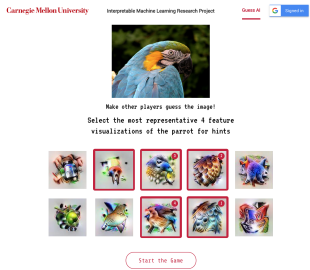 Carnegie Mellon University
Interpretable Machine Learning Research Project
Guess AI
Signed in
Make other players guess the image!
Select the most representative 4 feature
visualizations of the parrot for hints
Start the Game